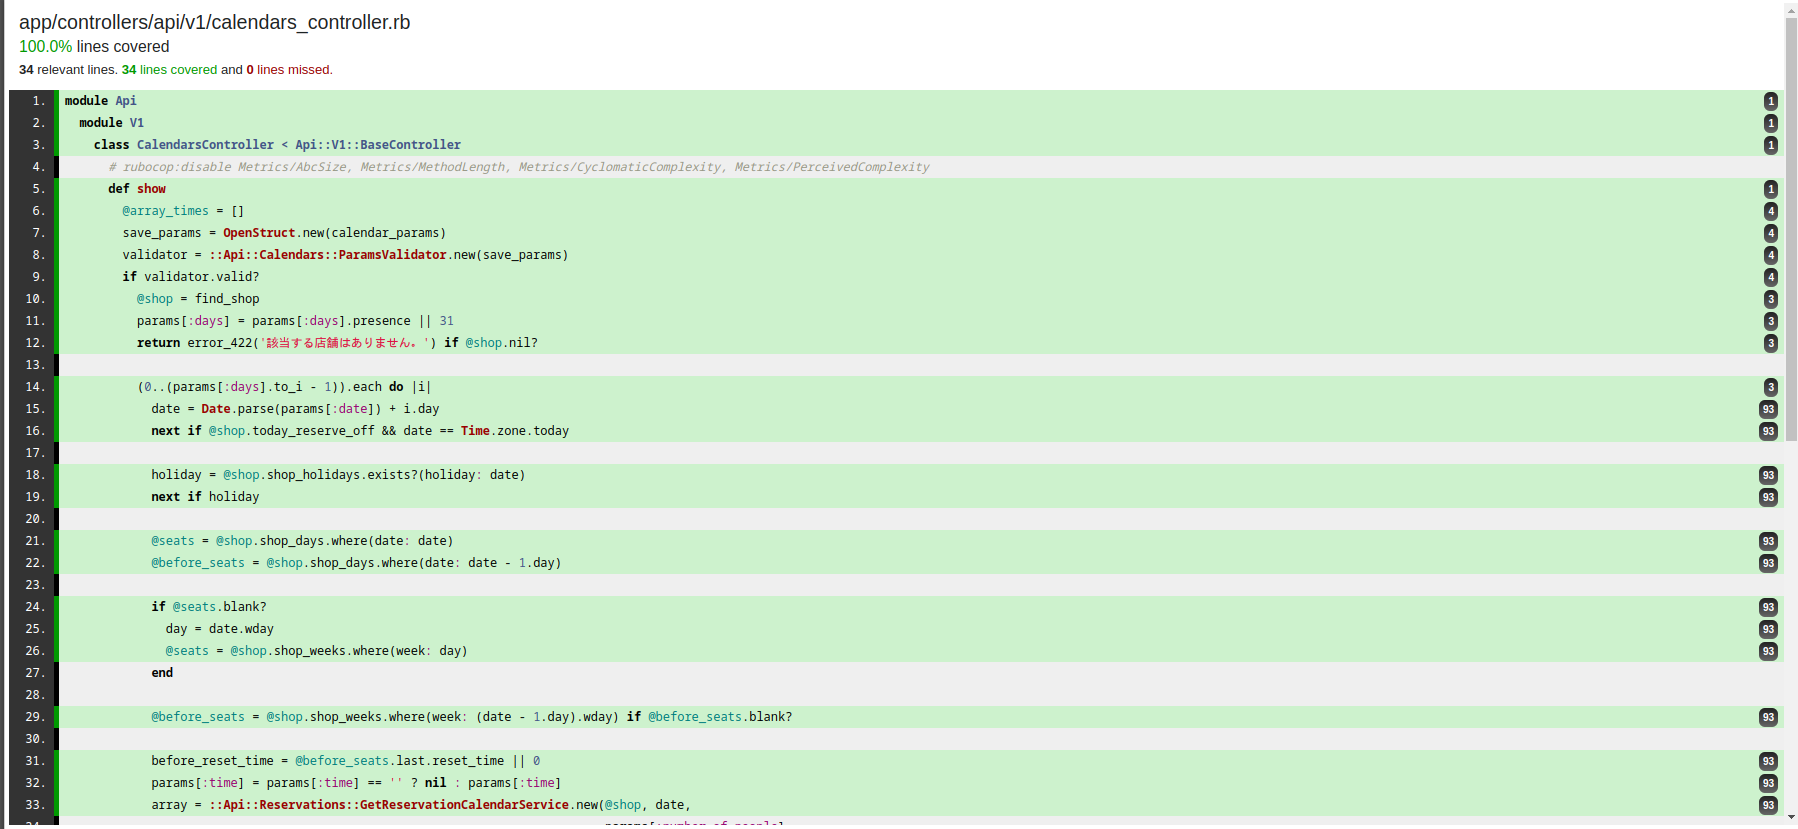 app/controllers/api/v1/calendars_controller.rb
100.0% lines covered
34 relevant lines. 34 lines covered and 0 lines missed.
1. module Api 1
2. module V1 1
3. class CalendarsController < Api::V1::BaseController 1
4. # rubocop:disable Metrics/AbcSize, Metrics/MethodLength, Metrics/CyclomaticComplexity, Metrics/PerceivedComplexity
5. def show 1
6. @array_times = [] 4
7. save_params = OpenStruct.new(calendar_params) 4
8. validator = ::Api::Calendars::ParamsValidator.new(save_params) 4
9. if validator.valid? 4
10. @shop = find_shop 3
11. params[:days] = params[:days].presence || 31 3
12. return error_422('該当する店舗はありません。') if @shop.nil? 3
13.
14. (0..(params[:days].to_i - 1)).each do |i| 3
15. date = Date.parse(params[:date]) + i.day 93
16. next if @shop.today_reserve_off && date == Time.zone.today 93
17.
18. holiday = @shop.shop_holidays.exists?(holiday: date) 93
19. next if holiday 93
20.
21. @seats = @shop.shop_days.where(date: date) 93
22. @before_seats = @shop.shop_days.where(date: date - 1.day) 93
23.
24. if @seats.blank? 93
25. day = date.wday 93
26. @seats = @shop.shop_weeks.where(week: day) 93
27. end
28.
29. @before_seats = @shop.shop_weeks.where(week: (date - 1.day).wday) if @before_seats.blank? 93
30.
31. before_reset_time = @before_seats.last.reset_time || 0 93
32. params[:time] = params[:time] == '' ? nil : params[:time] 93
33. array = ::Api::Reservations::GetReservationCalendarService.new(@shop, date, 93
34. params[:number_of_people]